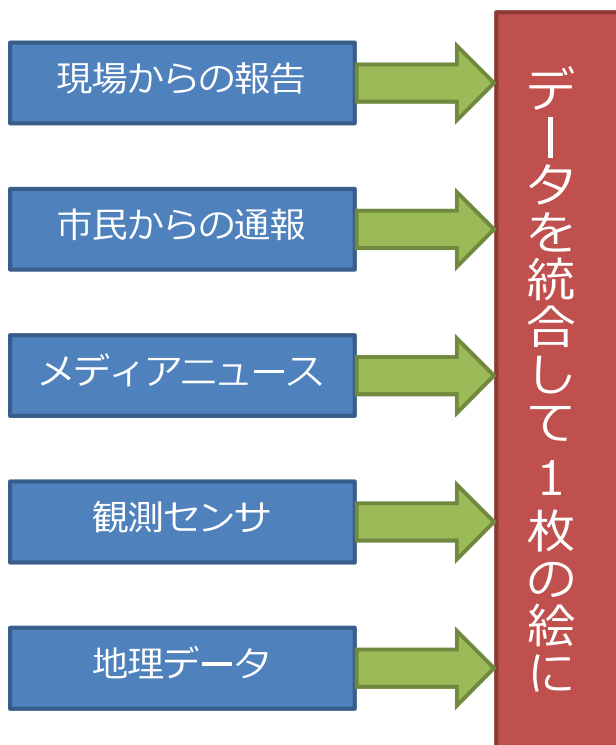 現場からの報告
市民からの通報
メディアニュース
観測センサ
地理データ
データを統合して1枚の絵に